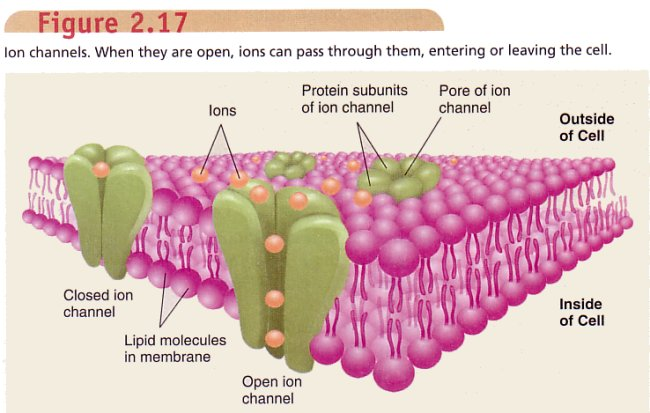 Figure 2.17
Ion channels. When they are open, ions can pass through them, entering or leaving the cell.
Ions
Protein subunits
of ion channel
Pore of ion
channel
Outside
of Cell
Closed ion
channel
Lipid molecules
in membrane
Open ion
channel
Inside
of Cell